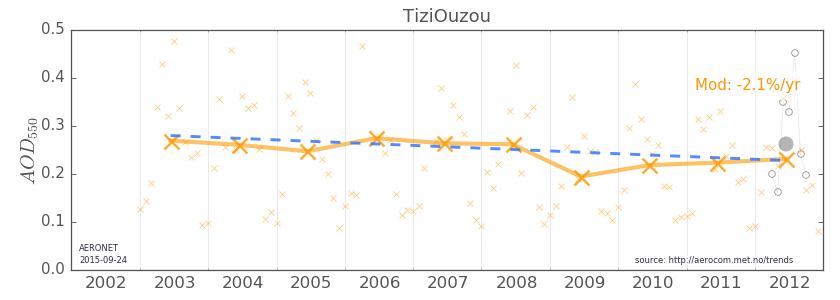 TiziOuzou
0.5
0.4
0.3
0.2
0.1
0.0
AOD550
Mod: -2.1%/yr
AERONET
2015-09-24
source: http://aerocom.met.no/trends
2002 2003 2004 2005 2006 2007 2008 2009 2010 2011 2012